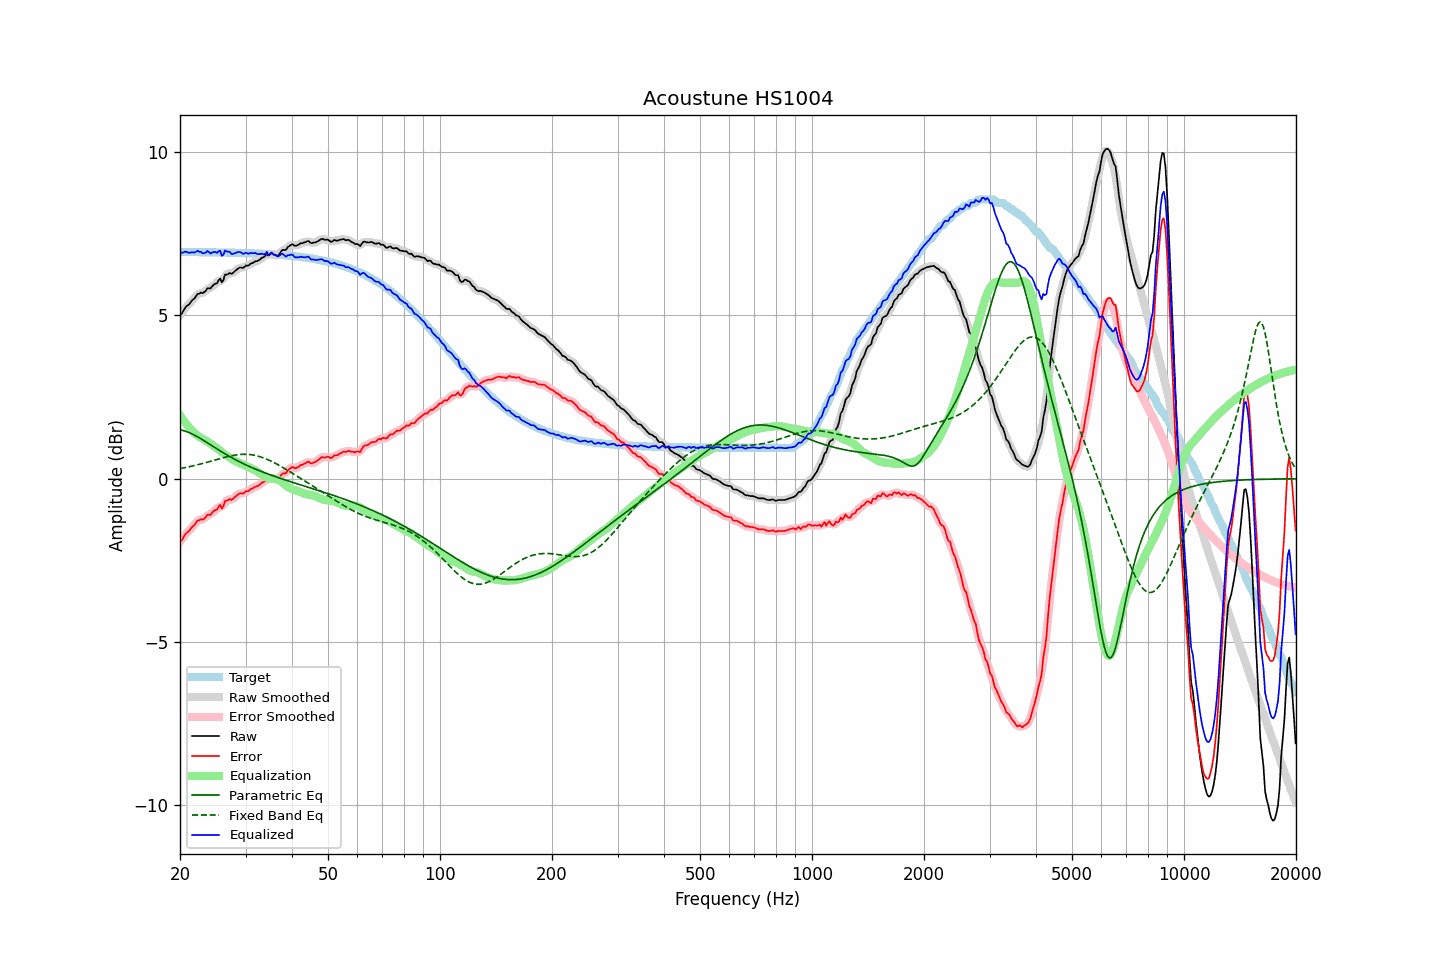 Acoustune HS1004
Amplitude (dBr)
10
5
0
−5
−10
Target
Raw Smoothed
Error Smoothed
Raw
Error
Equalization
Parametric Eq
Fixed Band Eq
Equalized
20 50 100 200 500 1000 2000 5000 10000 20000
Frequency (Hz)